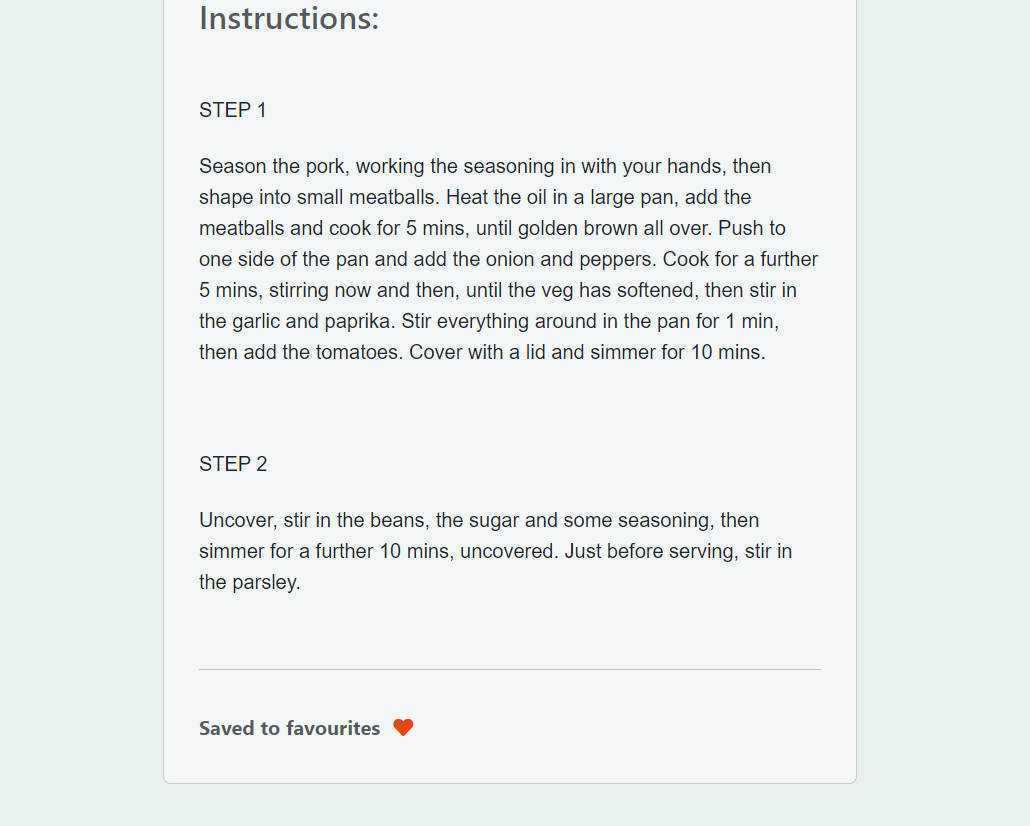 Instructions:
STEP 1
Season the pork, working the seasoning in with your hands, then
shape into small meatballs. Heat the oil in a large pan, add the
meatballs and cook for 5 mins, until golden brown all over. Push to
one side of the pan and add the onion and peppers. Cook for a further
5 mins, stirring now and then, until the veg has softened, then stir in
the garlic and paprika. Stir everything around in the pan for 1 min,
then add the tomatoes. Cover with a lid and simmer for 10 mins.
STEP 2
Uncover, stir in the beans, the sugar and some seasoning, then
simmer for a further 10 mins, uncovered. Just before serving, stir in
the parsley.
Saved to favourites